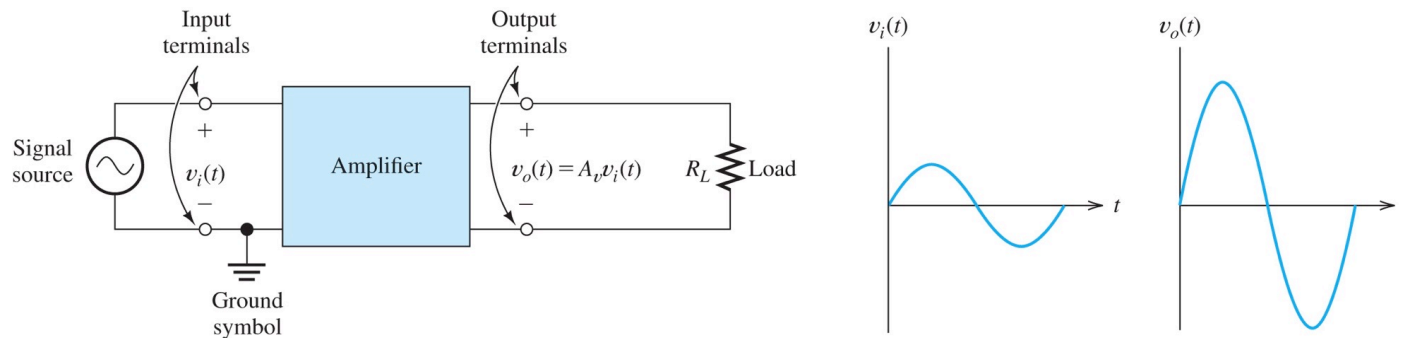 Input
terminals
Output
terminals
Signal
source
+
v_i(t)
−
Amplifier
+
v_o(t) = A_v v_i(t)
−
R_L
Load
Ground
symbol
v_i(t)
t
v_o(t)